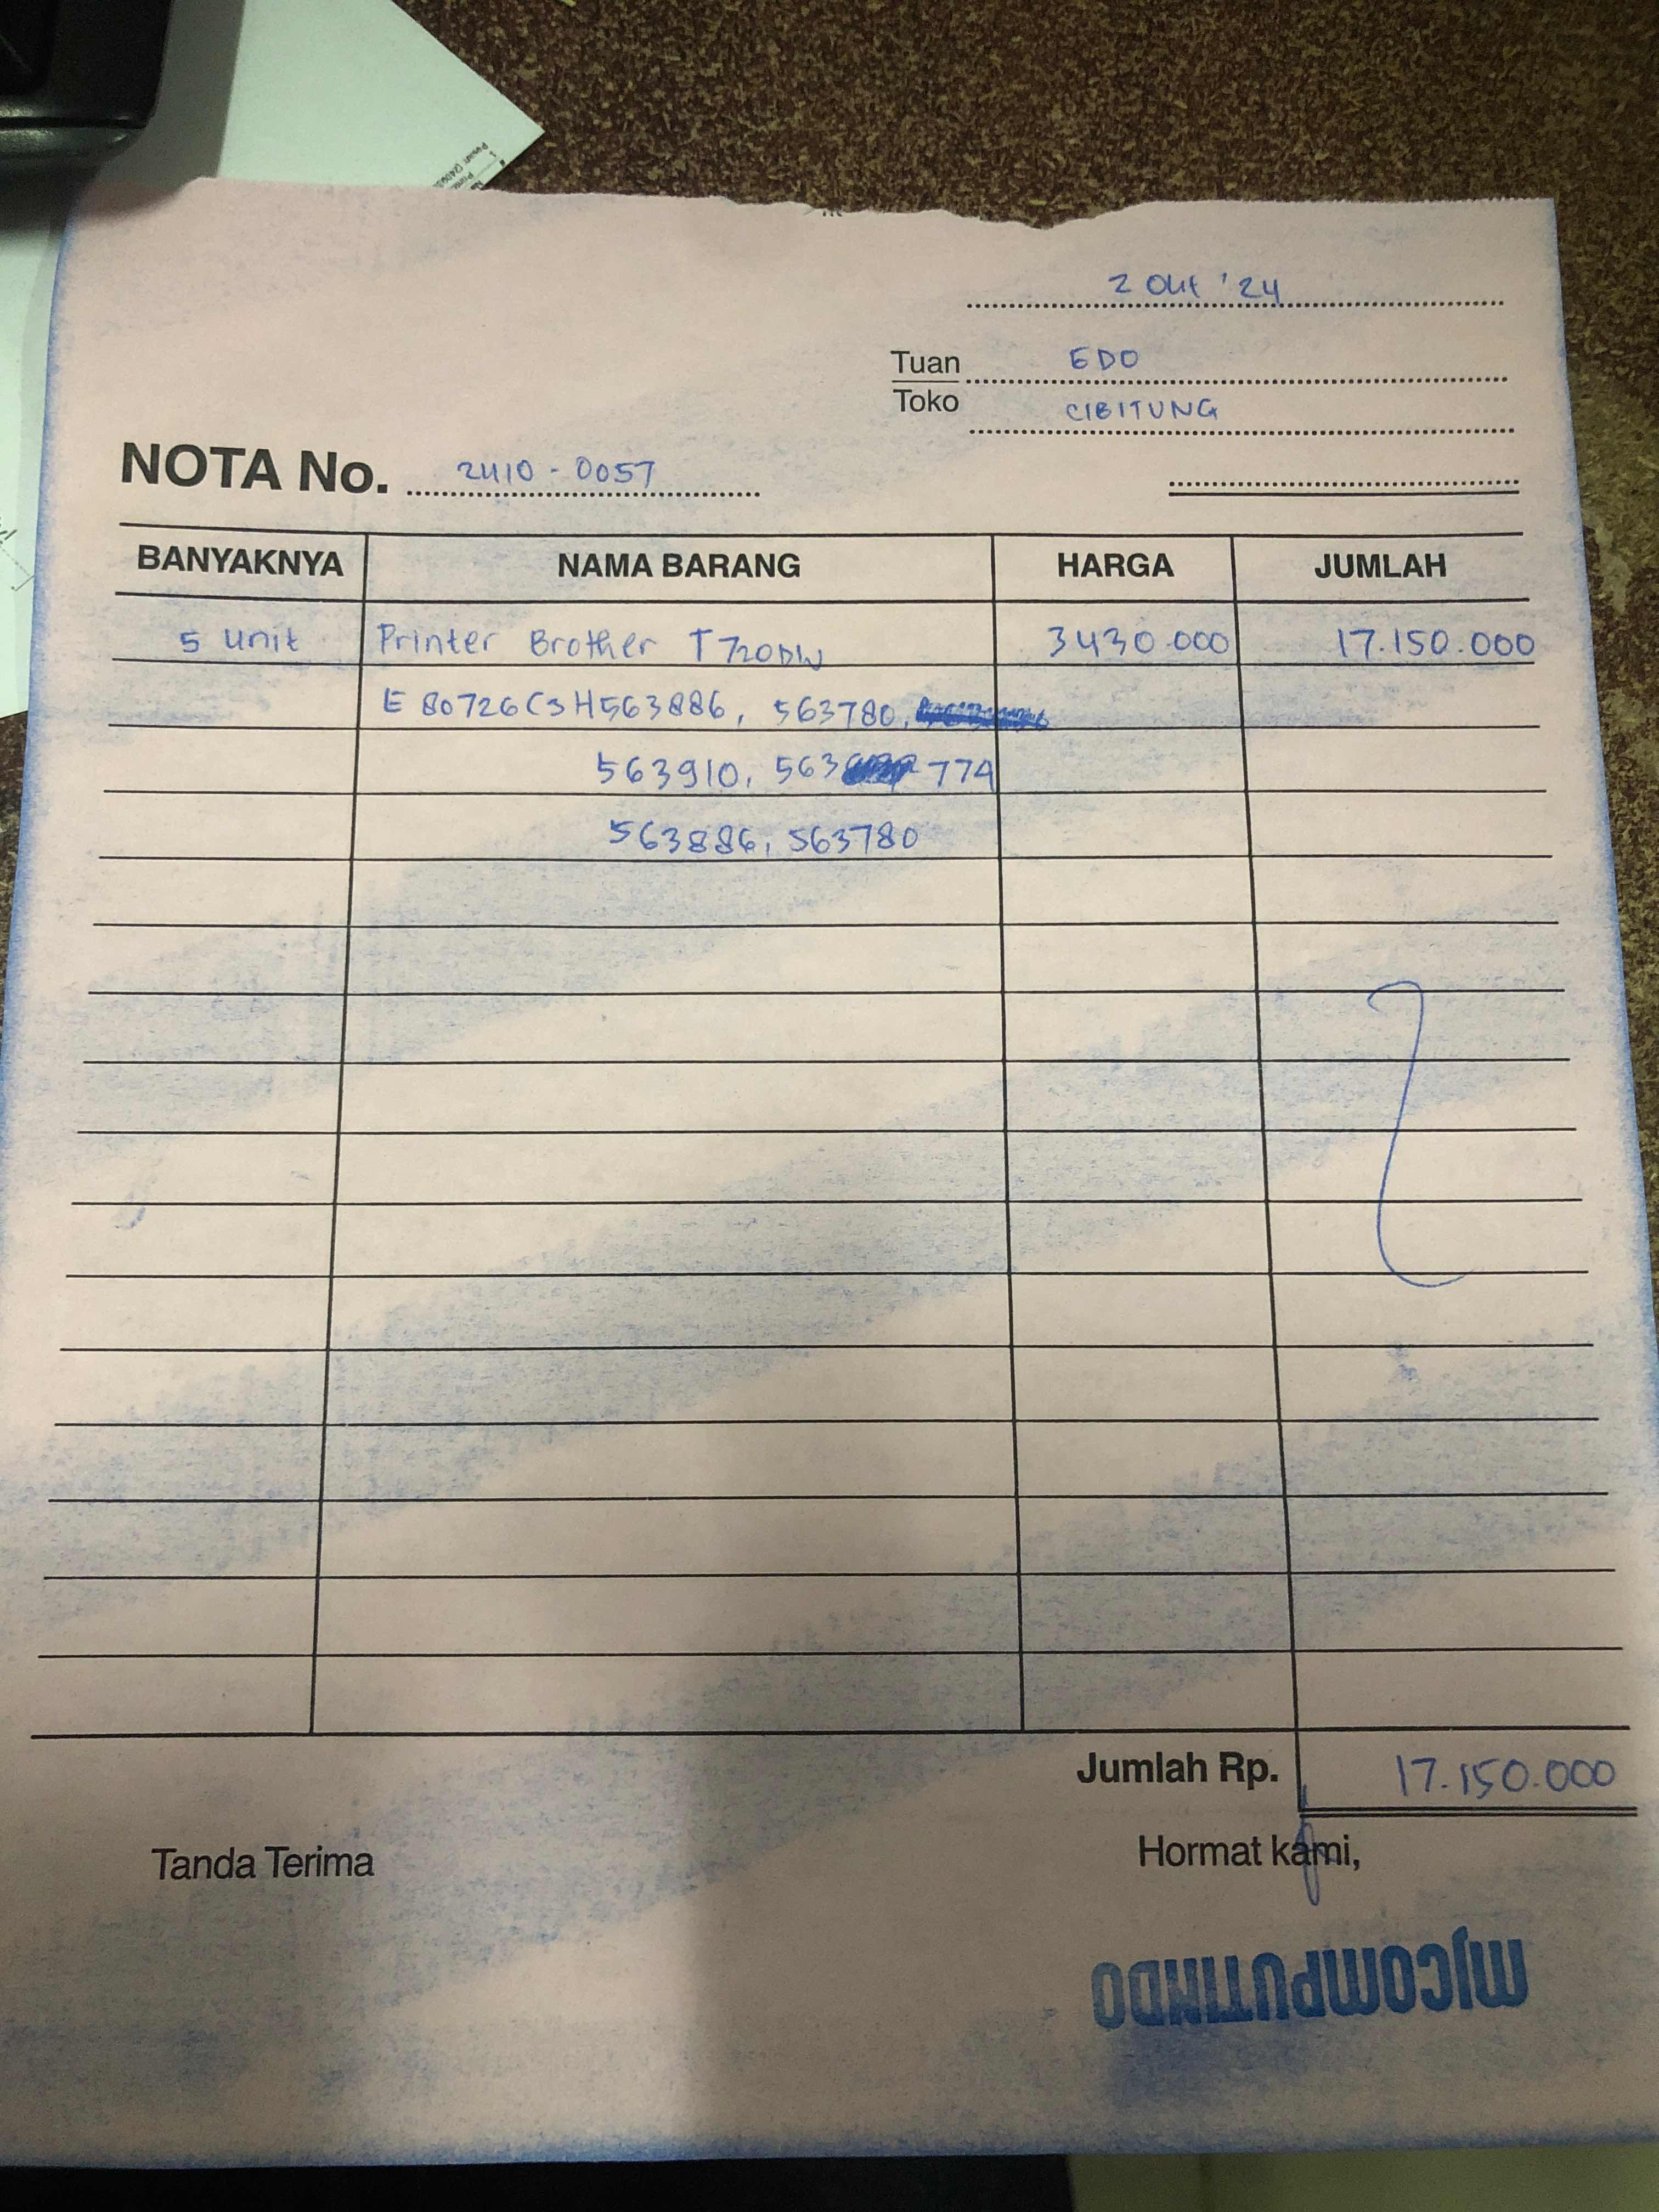 2 Okt '24
Tuan EDO
Toko CIBITUNG
NOTA No. 2410 - 0057
BANYAKNYA NAMA BARANG HARGA JUMLAH
5 unit Printer Brother T720DW 3430.000 17.150.000
E80726C3H563886, 563780,
563910, 563 774
563886, 563780
Jumlah Rp. 17.150.000
Tanda Terima Hormat kami,
mjCOMPUTINDO